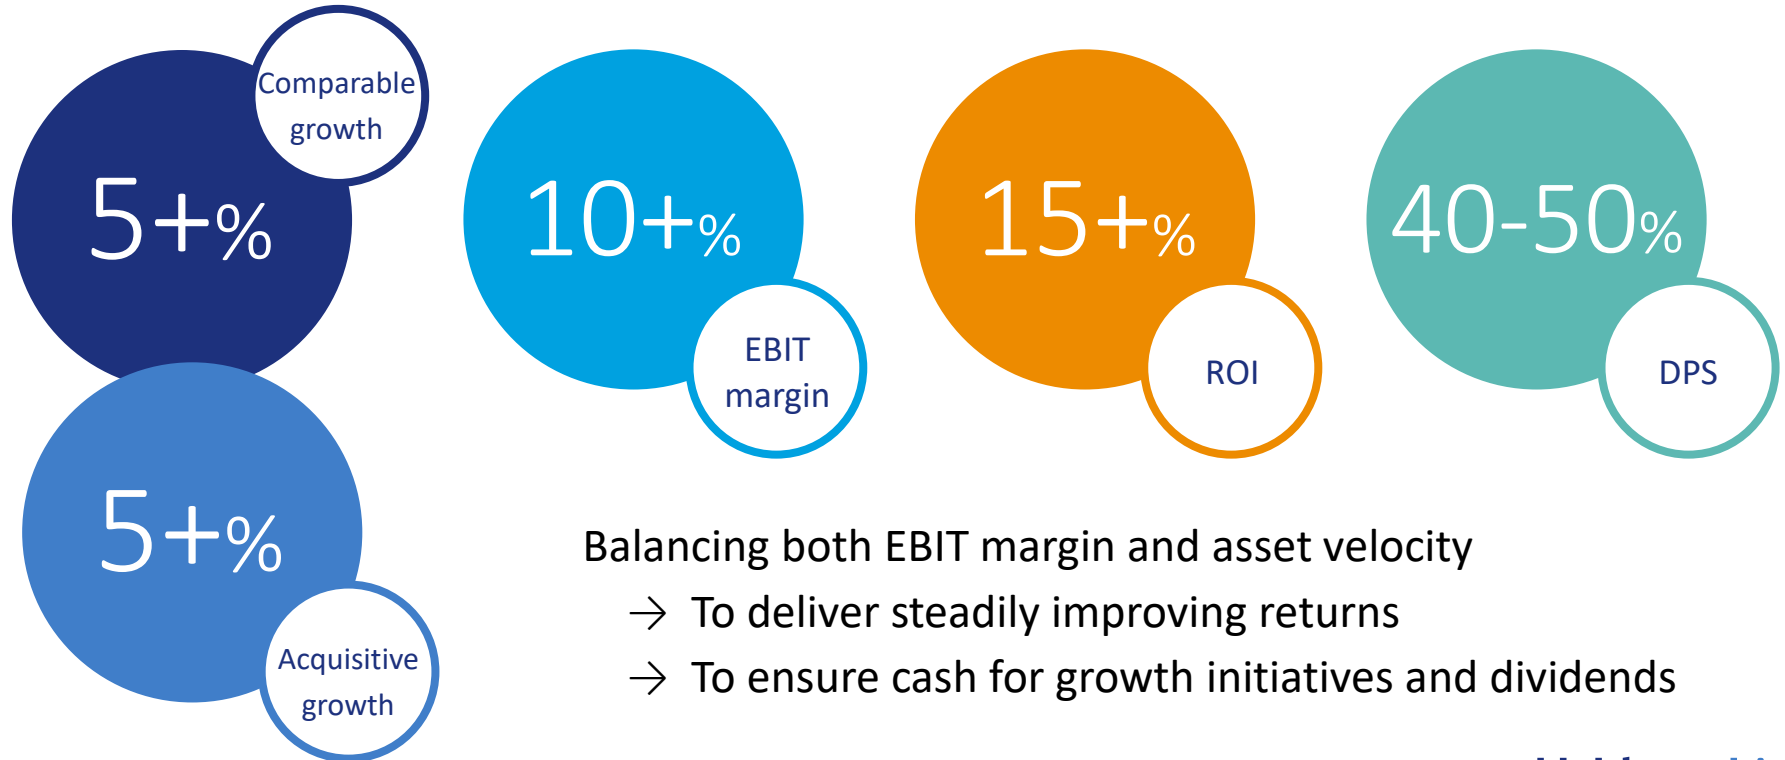 Comparable
growth
5+%
10+%
EBIT
margin
15+%
ROI
40-50%
DPS
5+%
Acquisitive
growth
Balancing both EBIT margin and asset velocity
→ To deliver steadily improving returns
→ To ensure cash for growth initiatives and dividends